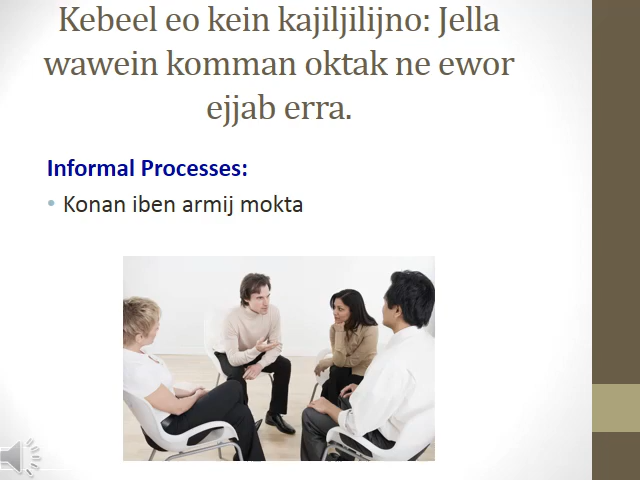 Kebeel eo kein kajiljilijno: Jella
wawein komman oktak ne ewor
ejjab erra.
Informal Processes:
• Konan iben armij mokta